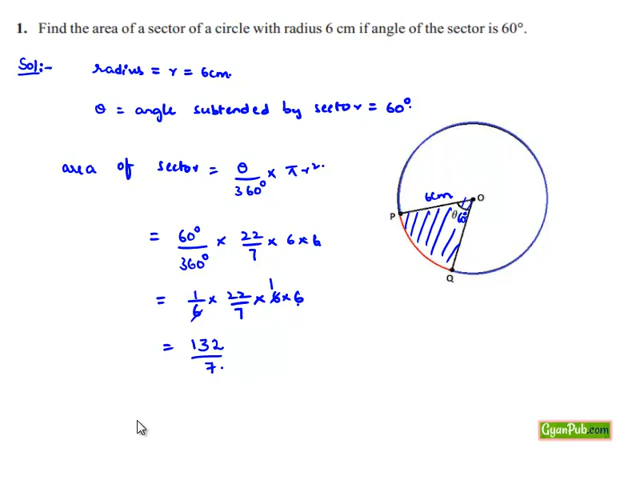 1. Find the area of a sector of a circle with radius 6 cm if angle of the sector is 60°.
Sol:- radius = r = 6cm.
θ = angle subtended by sector = 60°.
area of sector = θ/360° × πr².
= 60°/360° × 22/7 × 6 × 6
= 1/6 × 22/7 × 6 × 6
1
= 132/7.
6cm
O
P
θ
60°
Q
GyanPub.com